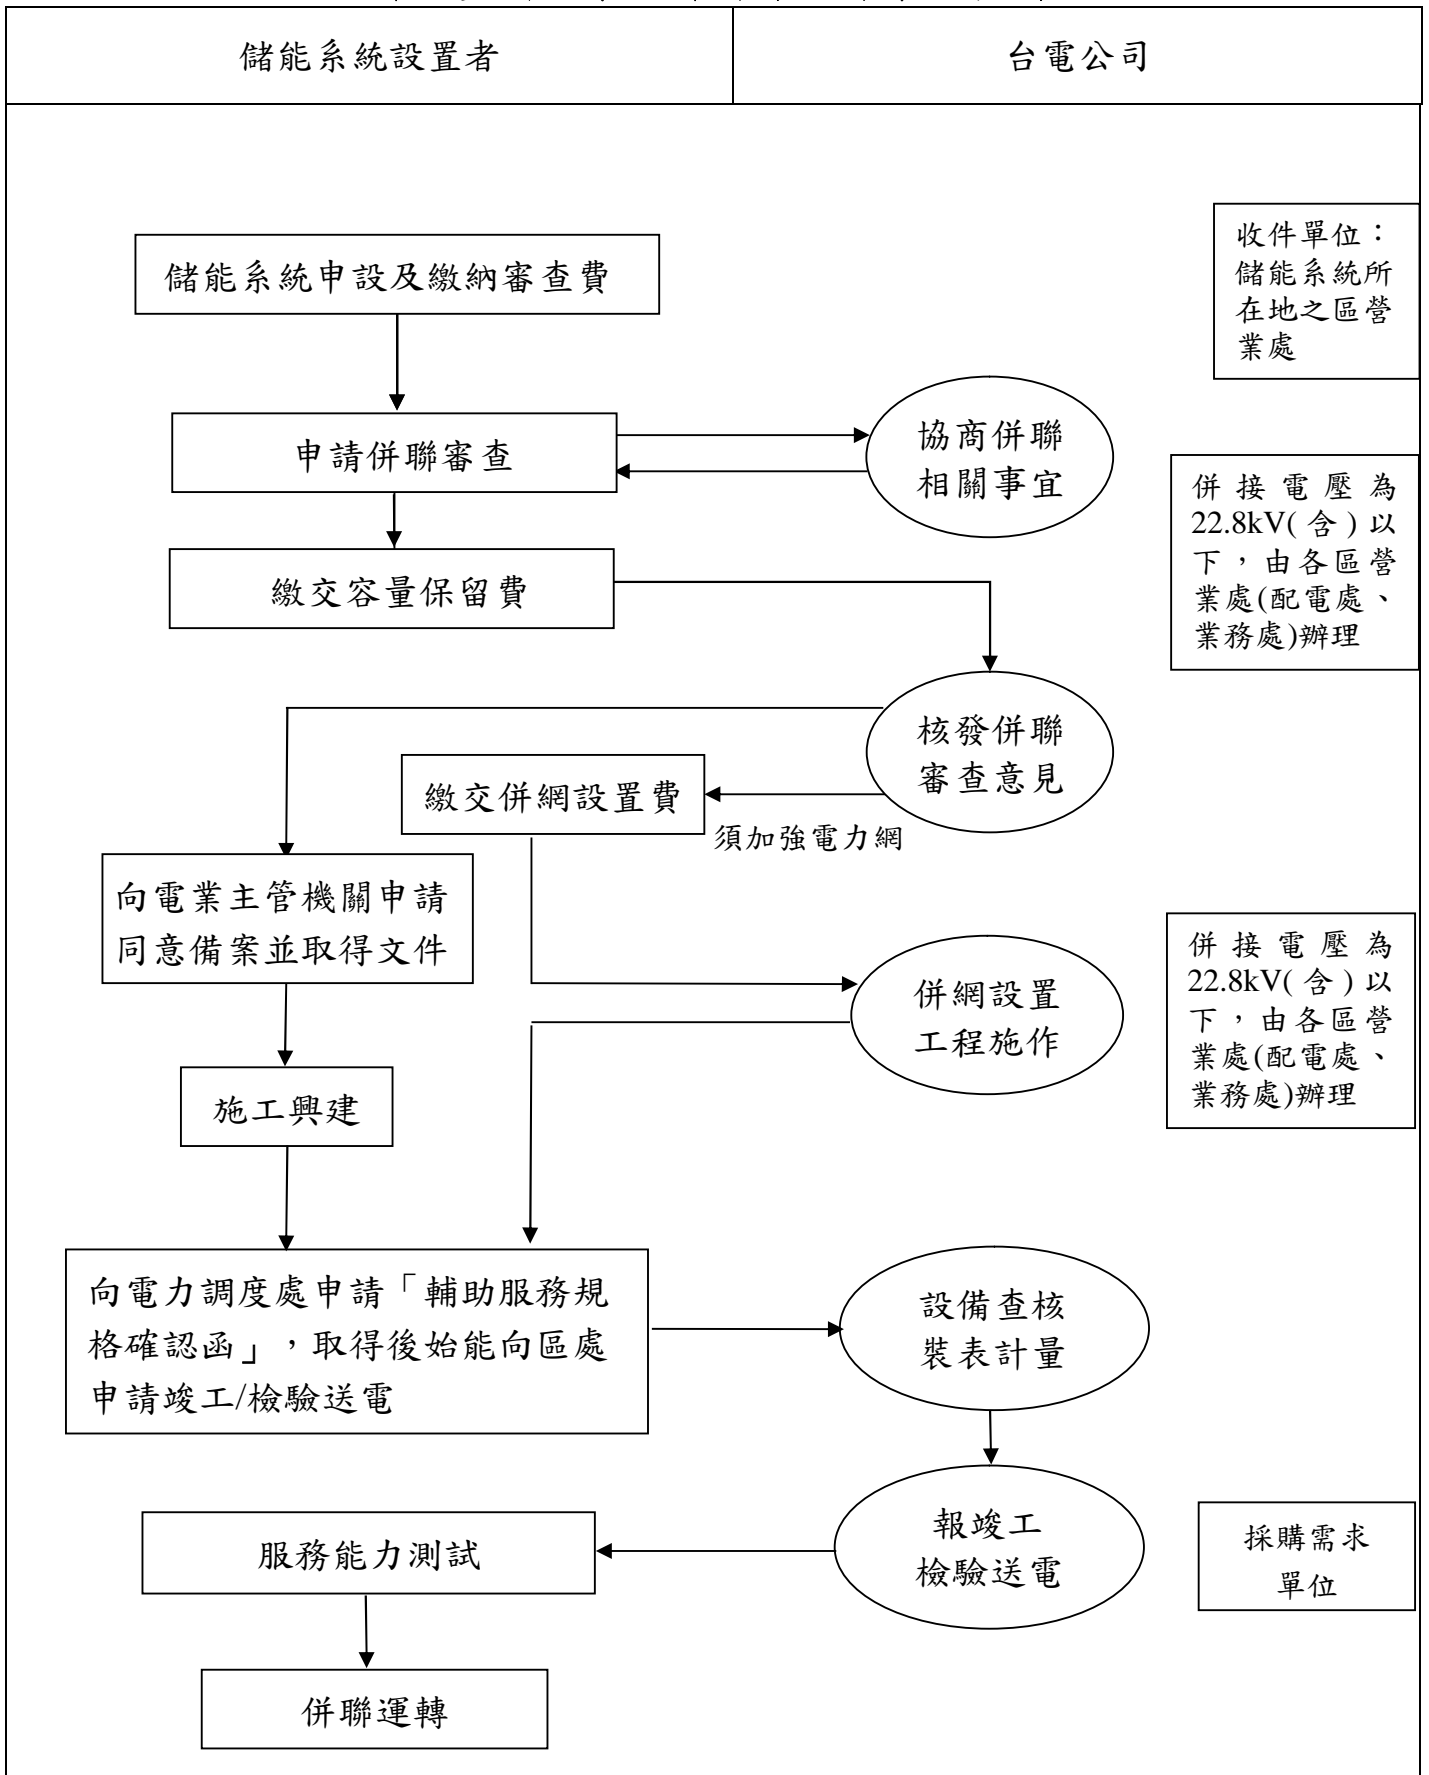 儲能系統設置者
台電公司
收件單位：
儲能系統所
在地之區營
業處
儲能系統申設及繳納審查費
申請併聯審查
協商併聯
相關事宜
併接電壓為
22.8kV(含)以
下，由各區營
業處(配電處、
業務處)辦理
繳交容量保留費
核發併聯
審查意見
繳交併網設置費
須加強電力網
向電業主管機關申請
同意備案並取得文件
併接電壓為
22.8kV(含)以
下，由各區營
業處(配電處、
業務處)辦理
併網設置
工程施作
施工興建
向電力調度處申請「輔助服務規
格確認函」，取得後始能向區處
申請竣工/檢驗送電
設備查核
裝表計量
報竣工
檢驗送電
服務能力測試
採購需求
單位
併聯運轉